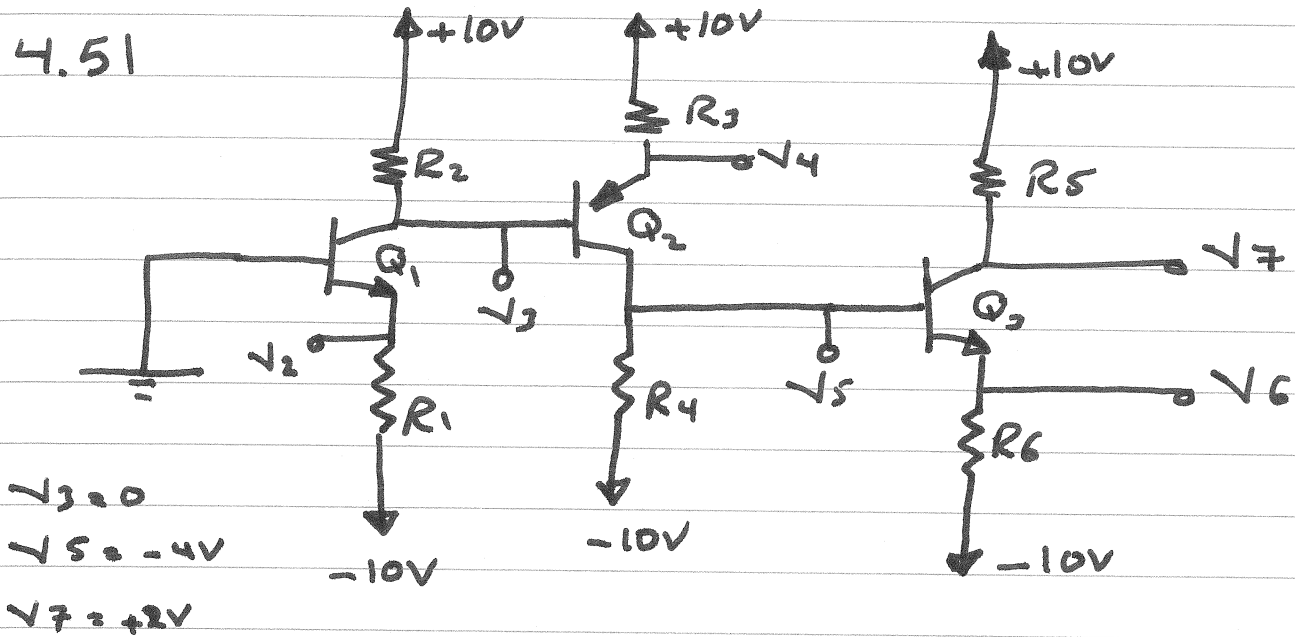 4.51
+10V
+10V
+10V
R2
R3
R5
V4
Q1
Q2
Q3
V3
V2
V5
V7
V6
R1
R4
R6
-10V
-10V
-10V
V3 = 0
V5 = -4V
V7 = +2V